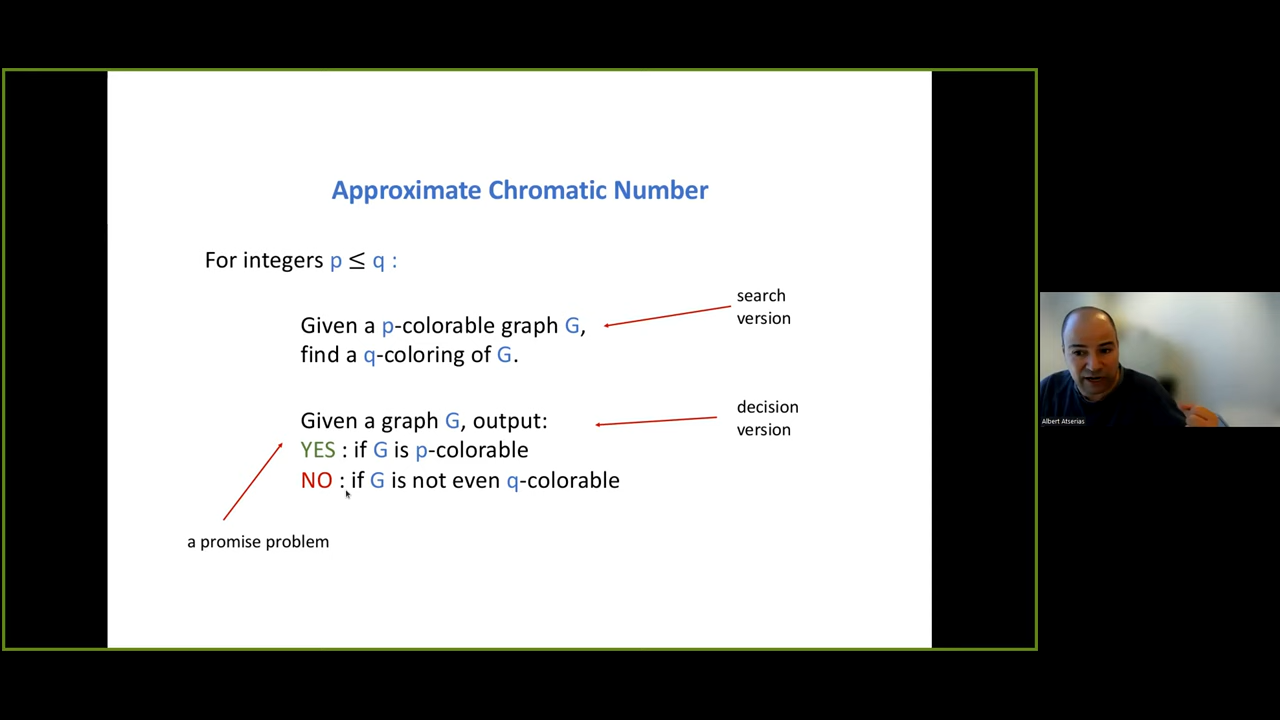 Approximate Chromatic Number
For integers p ≤ q :
search
version
Given a p-colorable graph G,
find a q-coloring of G.
decision
version
Given a graph G, output:
YES : if G is p-colorable
NO : if G is not even q-colorable
a promise problem
Albert Atserias